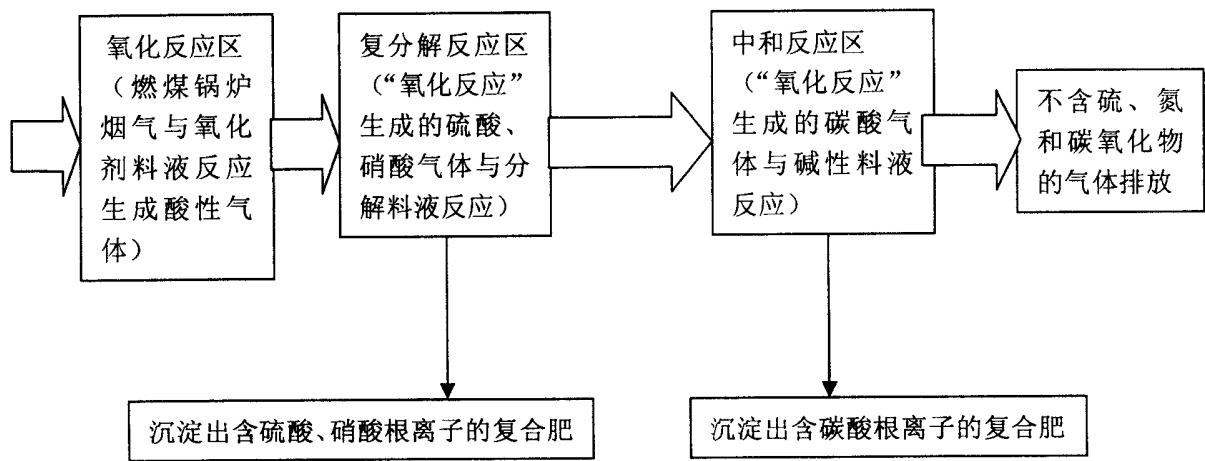 氧化反应区
（燃煤锅炉
烟气与氧化
剂料液反应
生成酸性气
体）
复分解反应区
（“氧化反应”
生成的硫酸、
硝酸气体与分
解料液反应）
中和反应区
（“氧化反应”
生成的碳酸气
体与碱性料液
反应）
不含硫、氮
和碳氧化物
的气体排放
沉淀出含硫酸、硝酸根离子的复合肥
沉淀出含碳酸根离子的复合肥